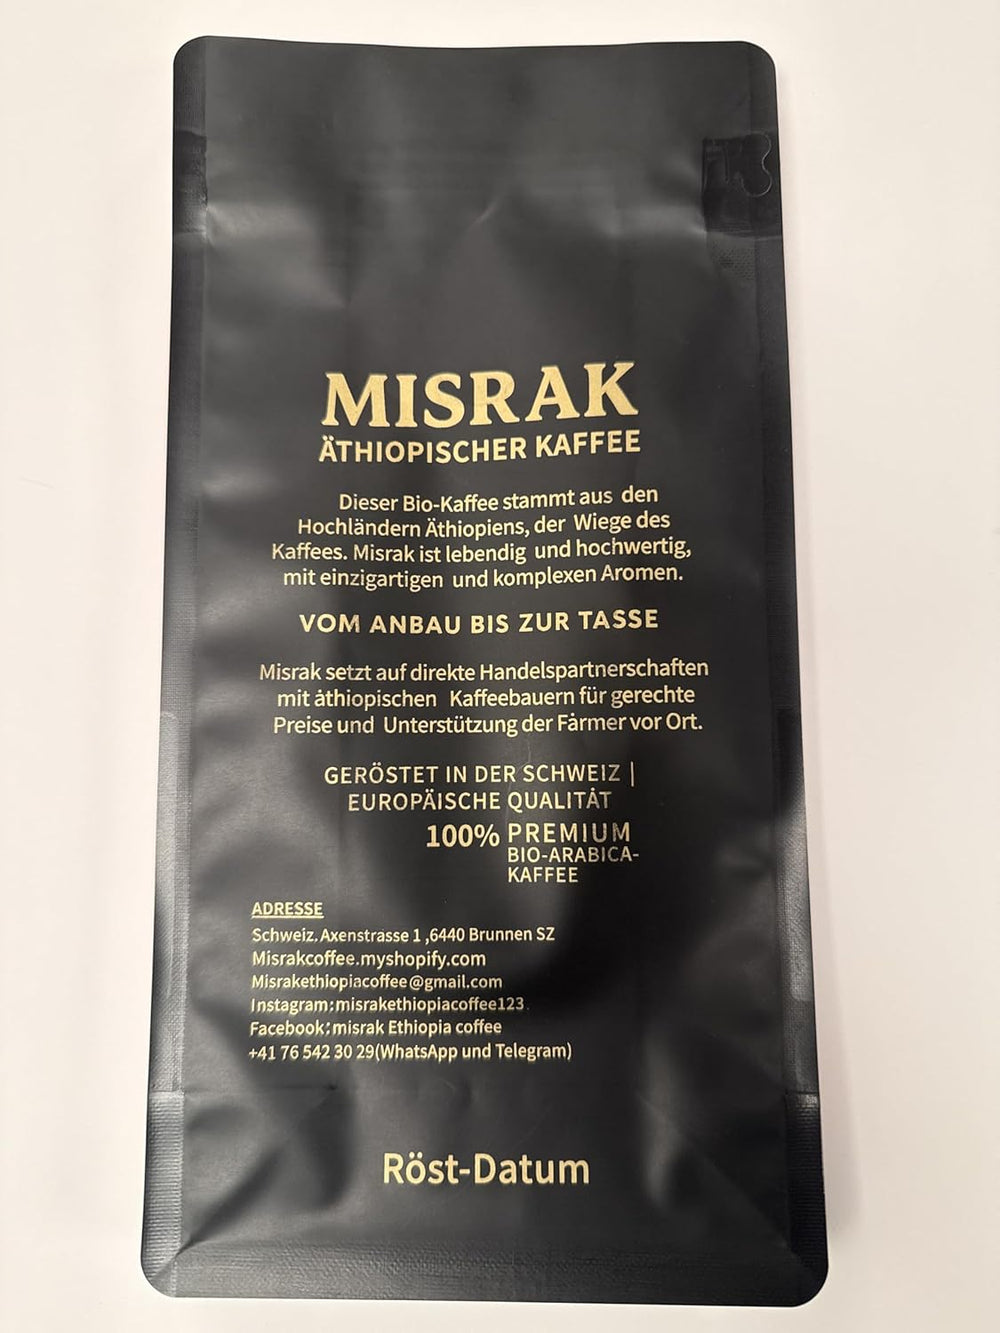 MISRAK
ÄTHIOPISCHER KAFFEE
Dieser Bio-Kaffee stammt aus den
Hochländern Äthiopiens, der Wiege des
Kaffees. Misrak ist lebendig und hochwertig,
mit einzigartigen und komplexen Aromen.
VOM ANBAU BIS ZUR TASSE
Misrak setzt auf direkte Handelspartnerschaften
mit ȧthiopischen Kaffeebauern für gerechte
Preise und Unterstützung der Fȧrmer vor Ort.
GERÖSTET IN DER SCHWEIZ |
EUROPÄISCHE QUALITȦT
100% PREMIUM
BIO-ARABICA-
KAFFEE
ADRESSE
Schweiz.Axenstrasse 1 ,6440 Brunnen SZ
Misrakcoffee.myshopify.com
Misrakethiopiacoffee@gmail.com
Instagram:misrakethiopiacoffee123
Facebook:misrak Ethiopia coffee
+41 76 542 30 29(WhatsApp und Telegram)
Röst-Datum